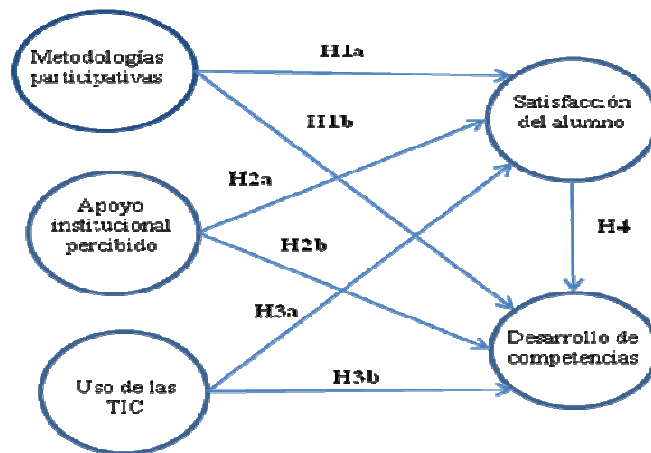 Metodologías
participativas
H1a
Satisfacción
del alumno
H1b
H2a
Apoyo
institucional
percibido
H2b
H4
H3a
Desarrollo de
competencias
Uso de las
TIC
H3b